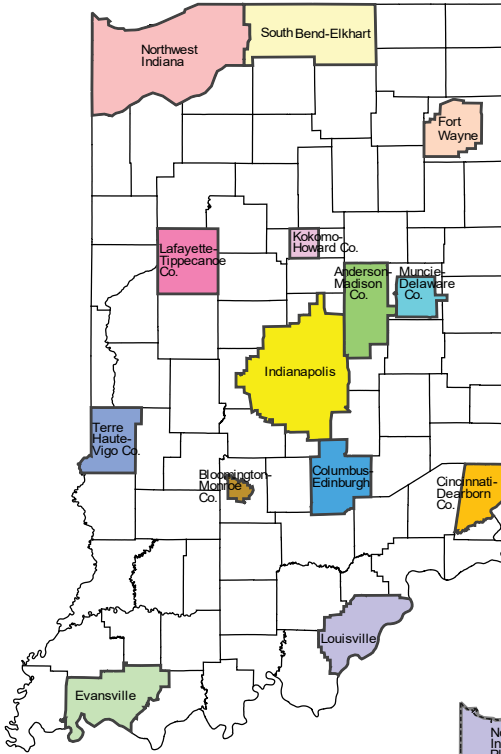 Northwest
Indiana
South Bend-Elkhart
Fort
Wayne
Lafayette-
Tippecanoe
Co.
Kokomo-
Howard Co.
Anderson-
Madison
Co.
Muncie-
Delaware
Co.
Indianapolis
Terre
Haute-
Vigo Co.
Bloomington-
Monroe
Co.
Columbus-
Edinburgh
Cincinnati-
Dearborn
Co.
Louisville
Evansville